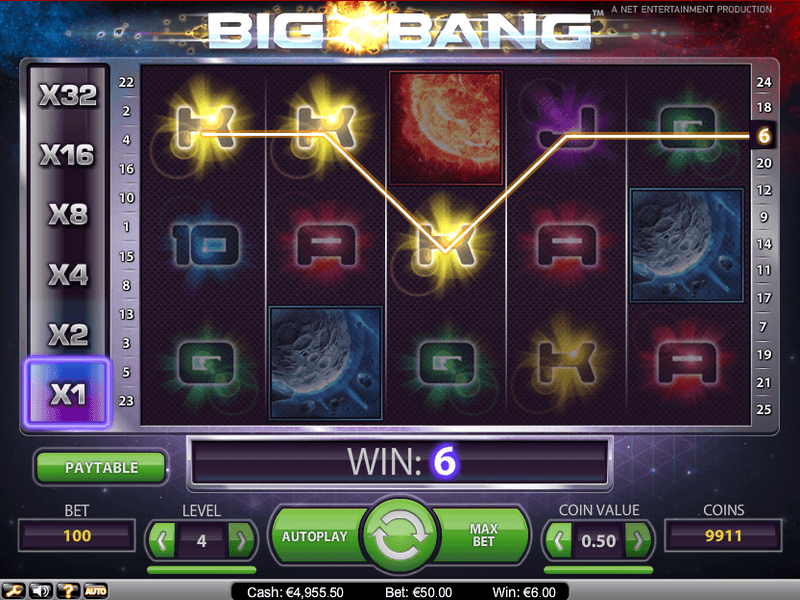 BIG BANG™
A NET ENTERTAINMENT PRODUCTION
X32
X16
X8
X4
X2
X1
22
2
4
16
10
1
15
8
13
3
5
23
K K J Q
10 A K A
Q Q K A
24
18
6
20
12
9
14
11
17
7
19
21
25
WIN: 6
PAYTABLE
BET
100
LEVEL
4
AUTOPLAY
MAX
BET
COIN VALUE
0.50
COINS
9911
? AUTO
Cash: €4,955.50 Bet: €50.00 Win: €6.00